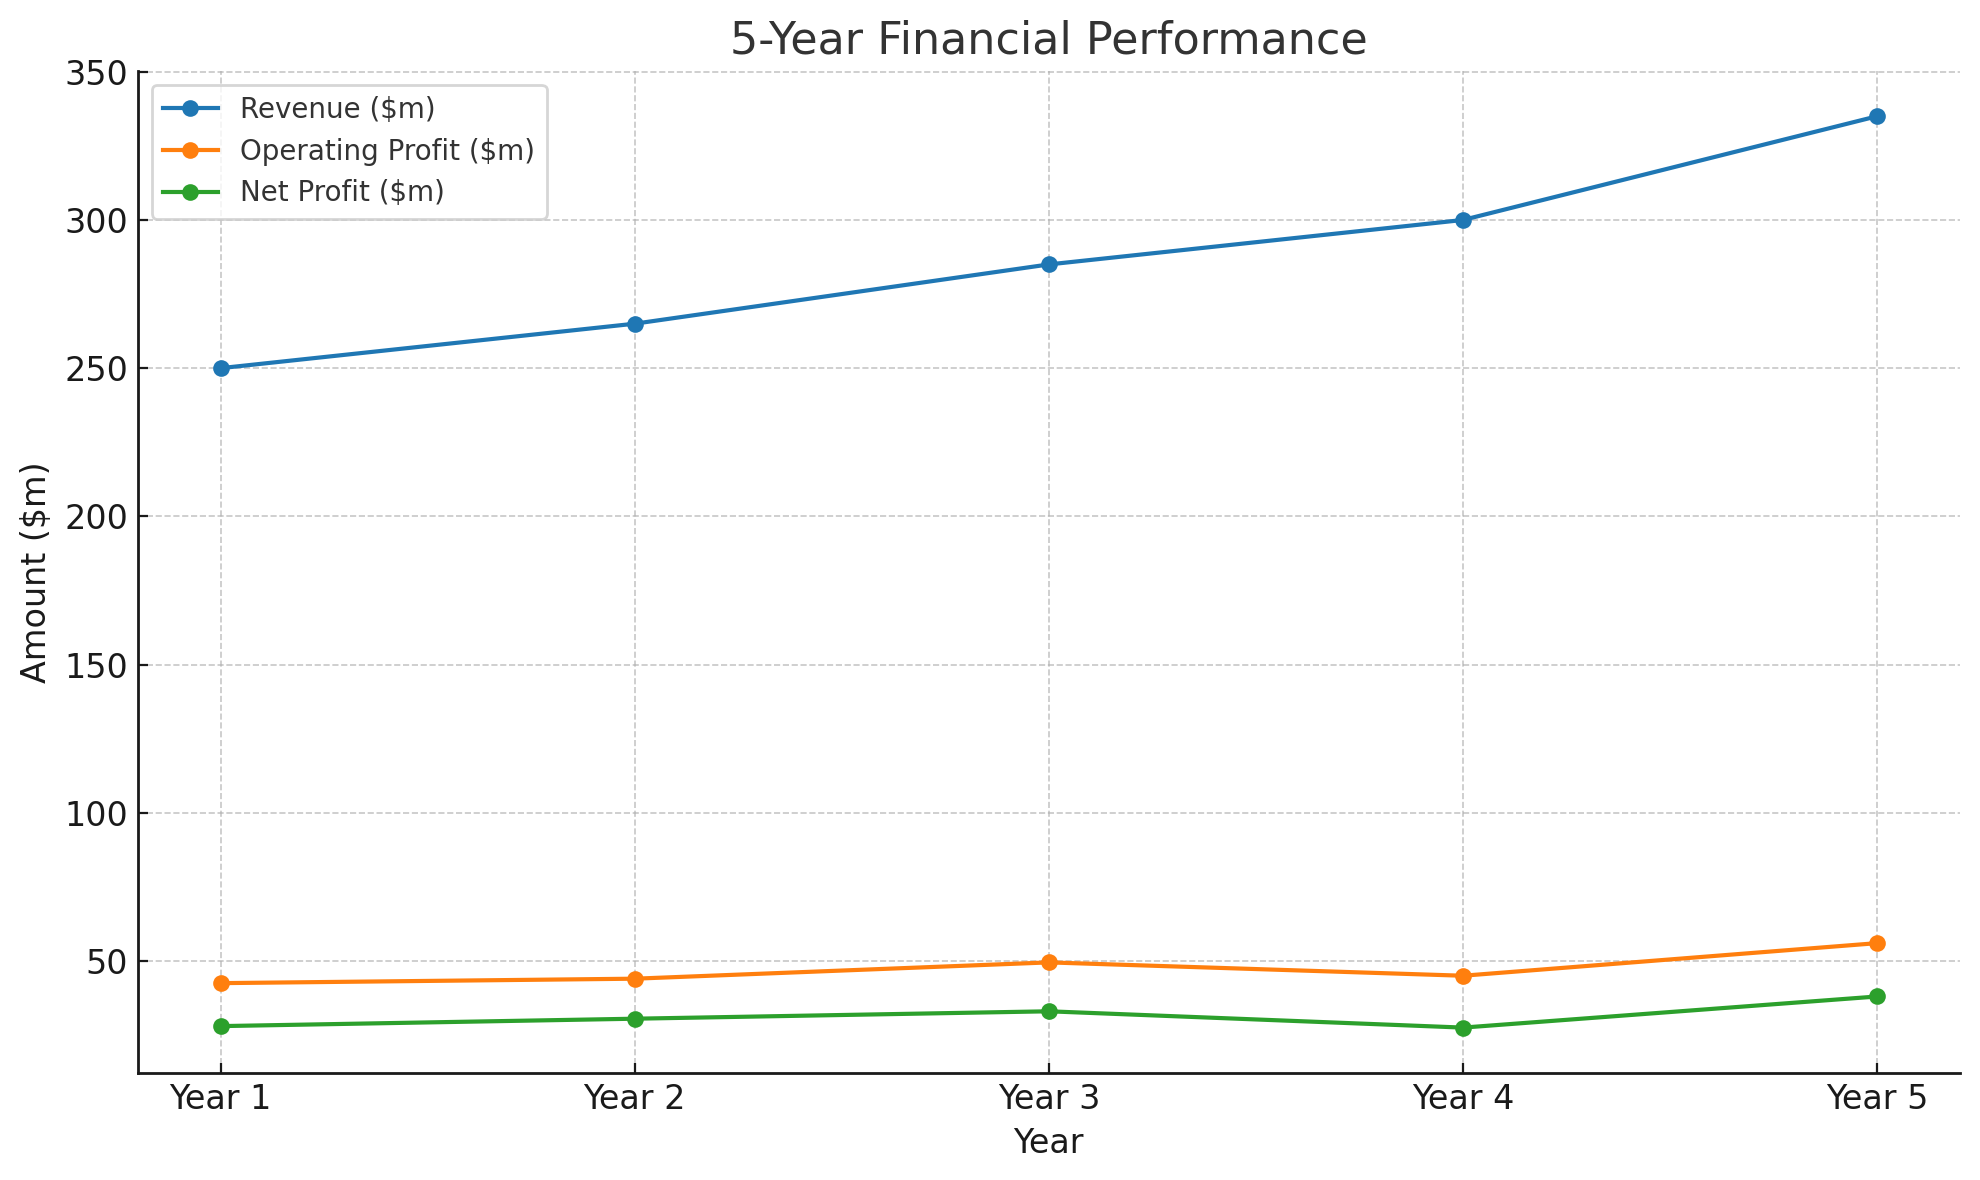 5-Year Financial Performance
350
300
250
200
150
100
50
Amount ($m)
Revenue ($m)
Operating Profit ($m)
Net Profit ($m)
Year 1
Year 2
Year 3
Year 4
Year 5
Year